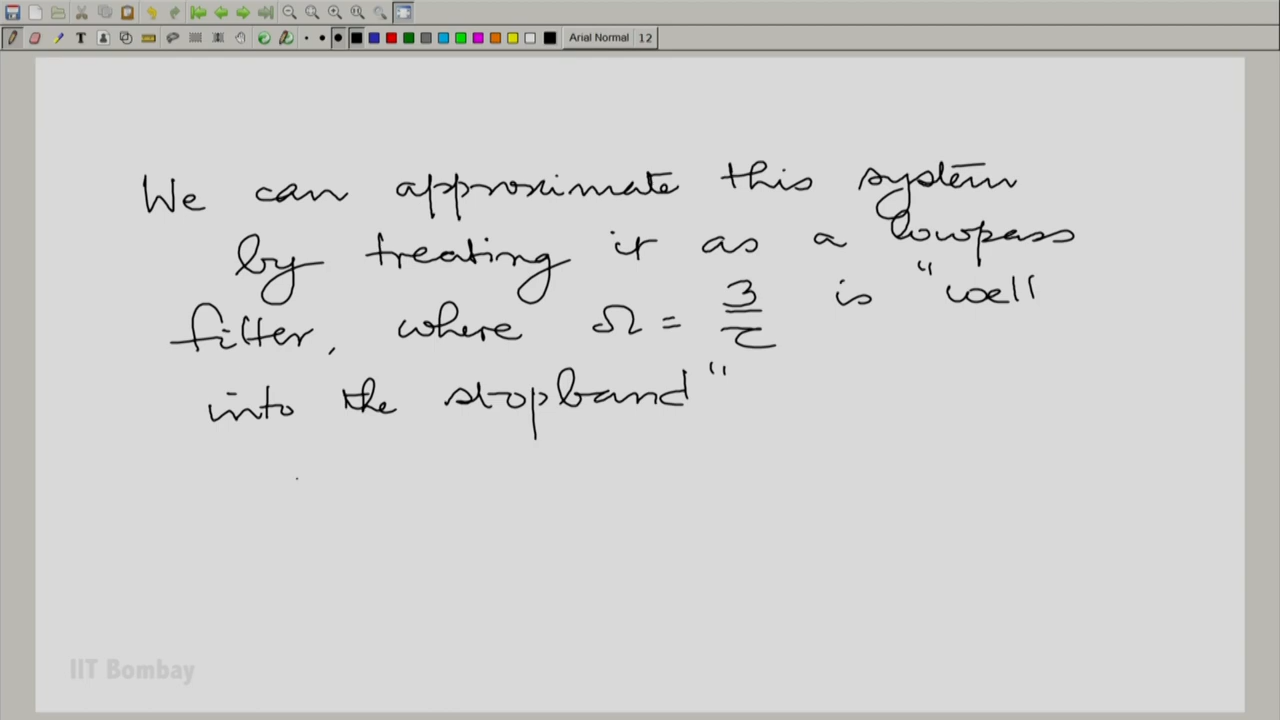 Arial Normal 12
We can approximate this system
by treating it as a lowpass
filter, where Ω = 3/τ is "well
into the stopband"
IIT Bombay